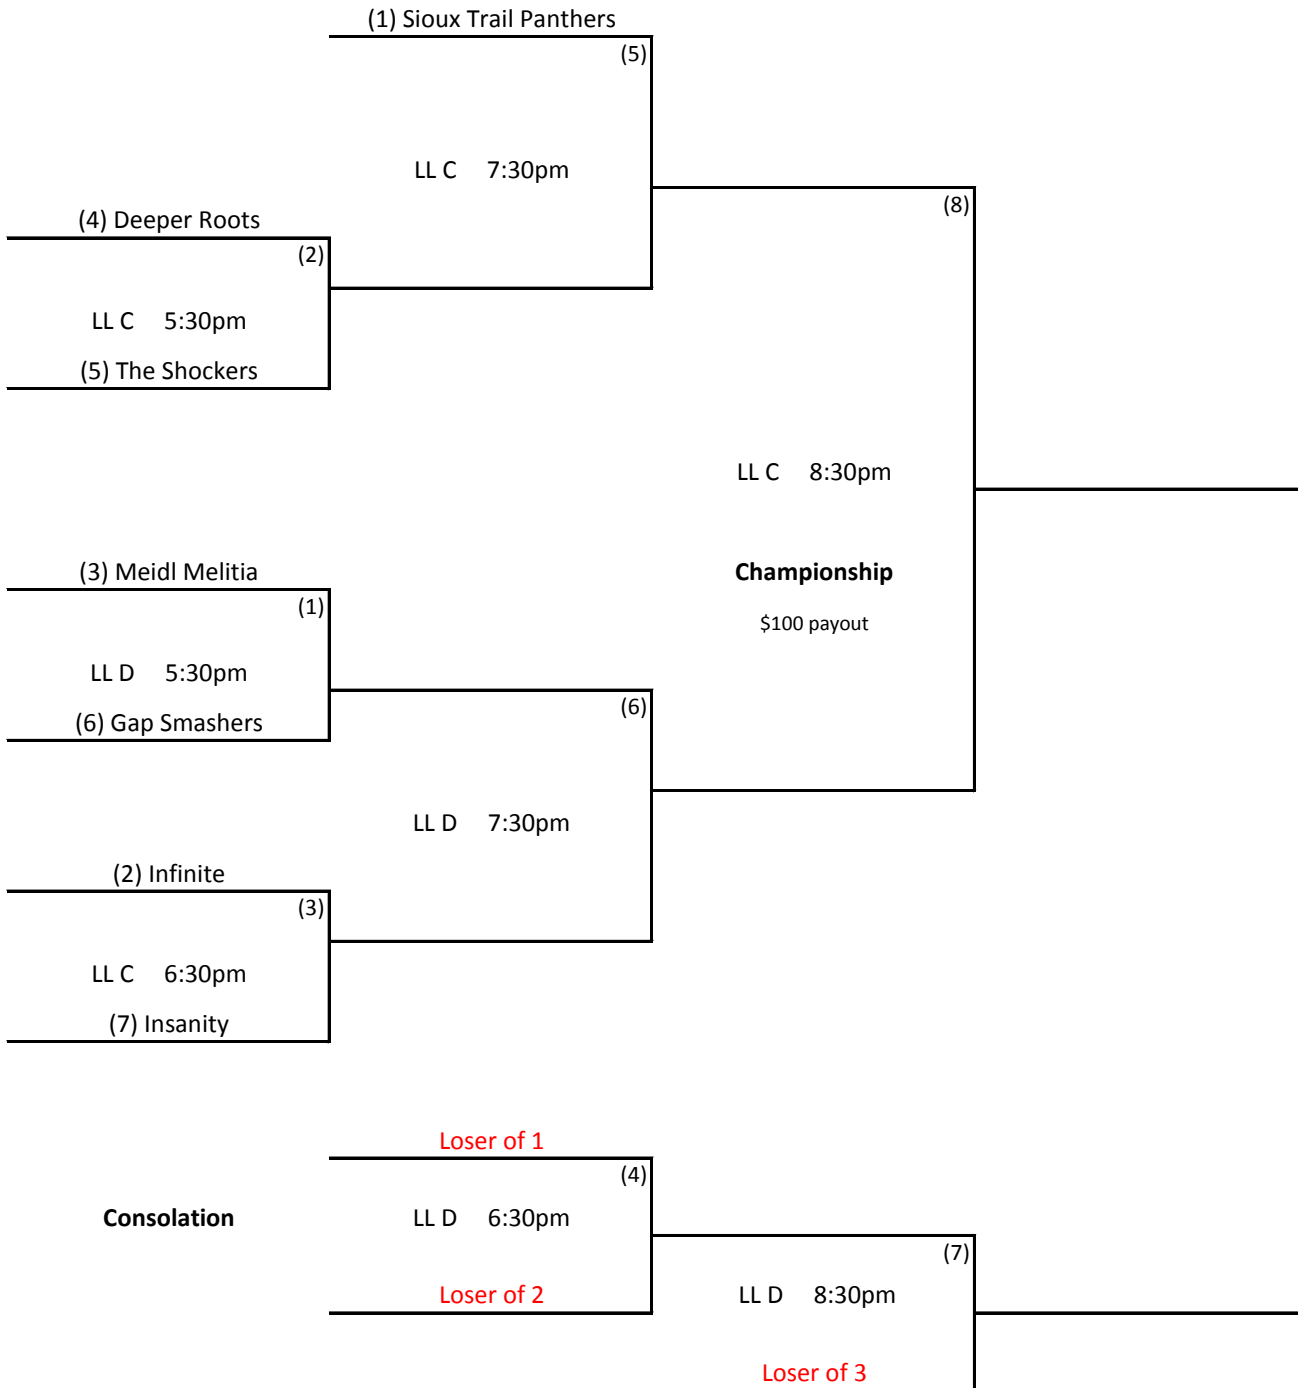 (1) Sioux Trail Panthers
(5)
LL C 7:30pm
(8)
(4) Deeper Roots
(2)
LL C 5:30pm
(5) The Shockers
LL C 8:30pm
(3) Meidl Melitia
Championship
(1)
$100 payout
LL D 5:30pm
(6) Gap Smashers
(6)
LL D 7:30pm
(2) Infinite
(3)
LL C 6:30pm
(7) Insanity
Loser of 1
(4)
Consolation
LL D 6:30pm
(7)
Loser of 2
LL D 8:30pm
Loser of 3